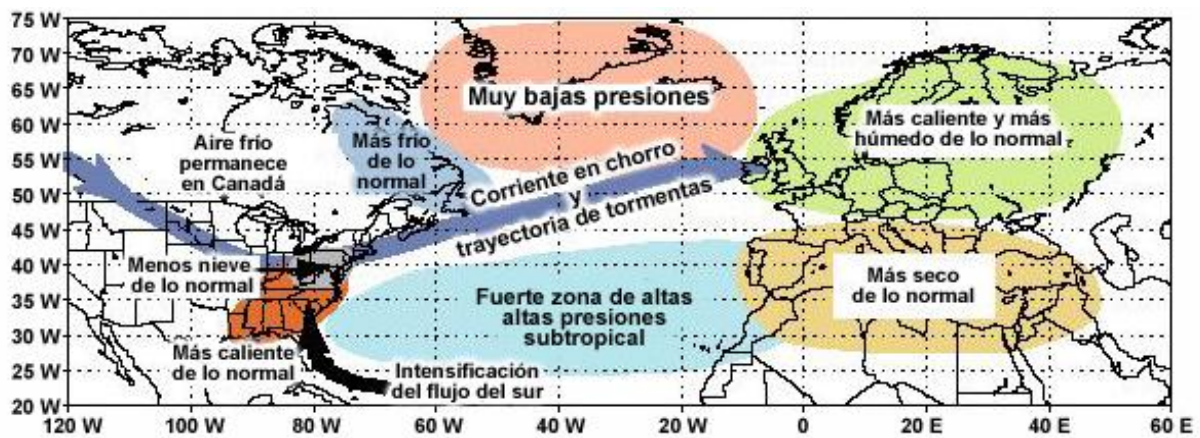 75 W
70 W
65 W
60 W
55 W
50 W
45 W
40 W
35 W
30 W
25 W
20 W
Muy bajas presiones
Más caliente y más
húmedo de lo normal
Aire frío
permanece
en Canadá
Más frío
de lo
normal
Corriente en chorro
y
trayectoria de tormentas
Menos nieve
de lo normal
Fuerte zona de altas
altas presiones
subtropical
Más seco
de lo normal
Más caliente
de lo normal
Intensificación
del flujo del sur
120 W 100 W 80 W 60 W 40 W 20 W 0 20 E 40 E 60 E